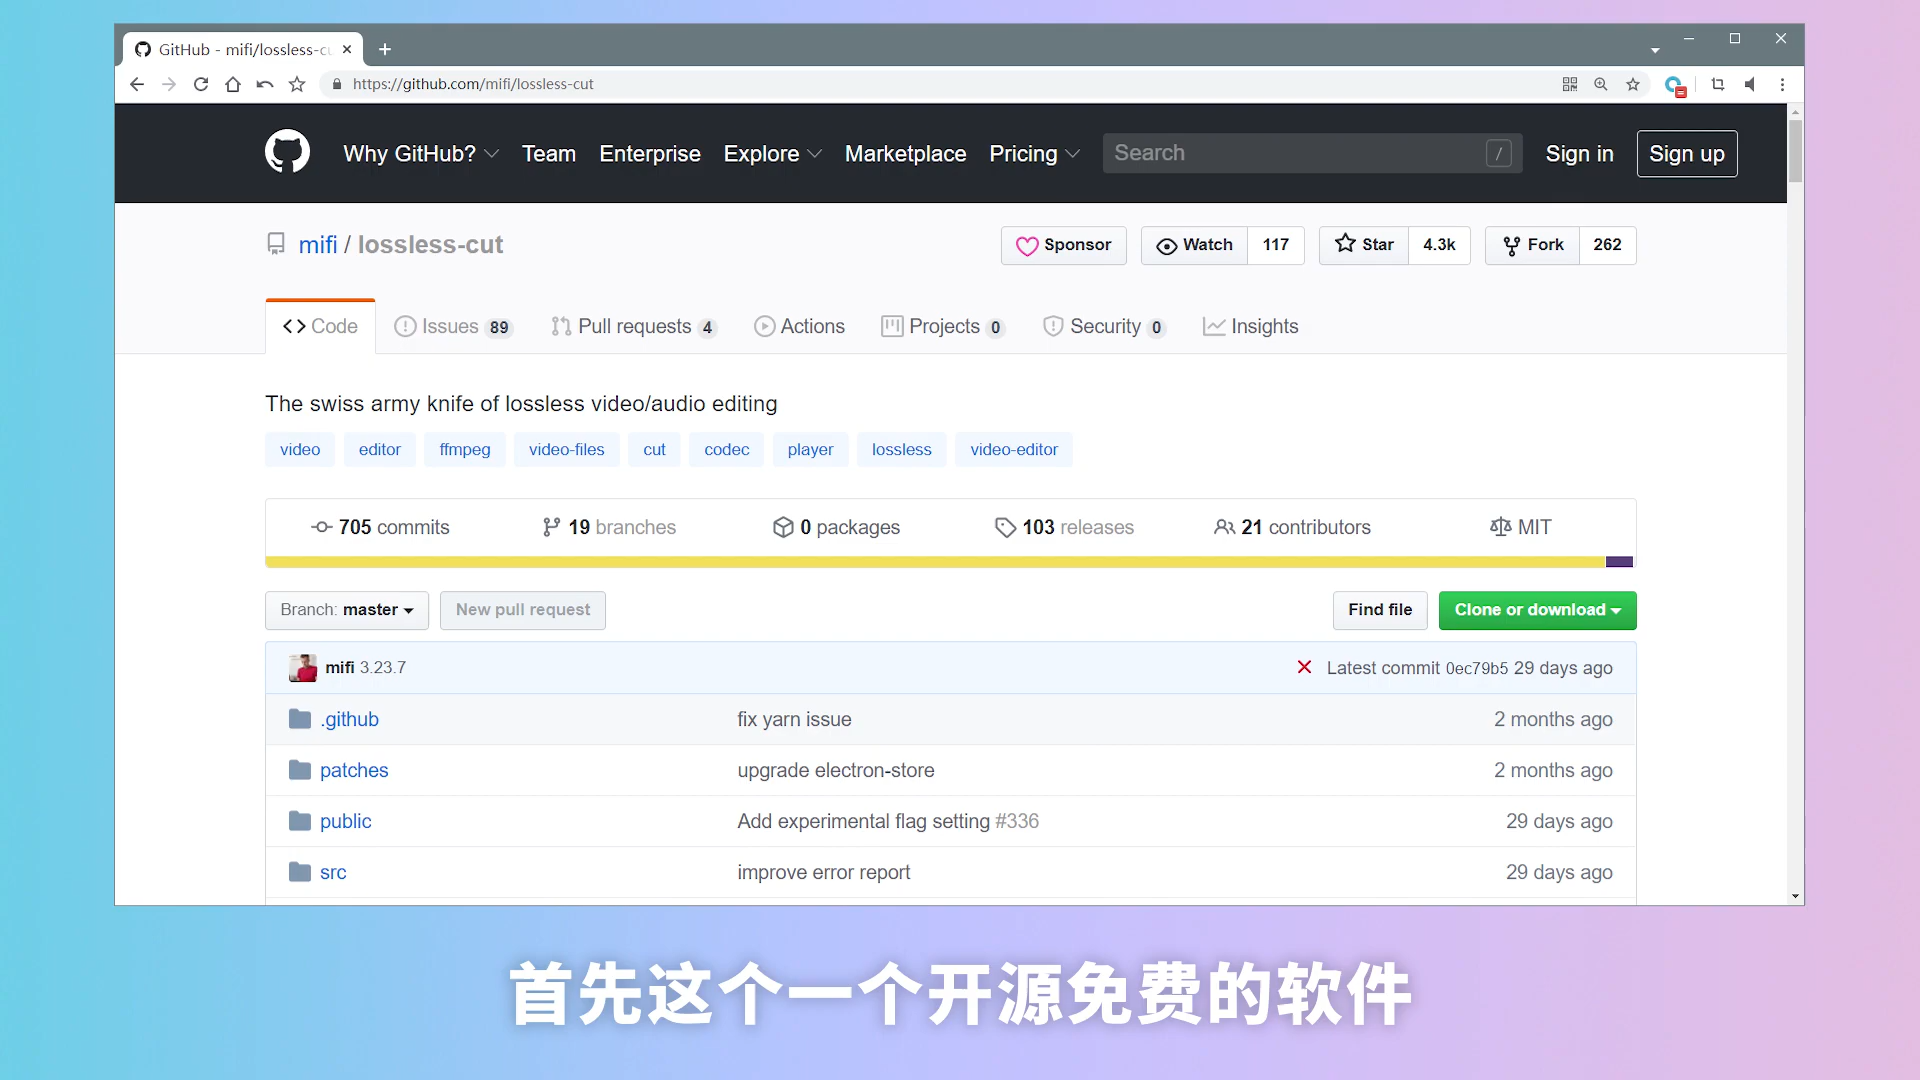 GitHub - mifi/lossless-c
https://github.com/mifi/lossless-cut
Why GitHub? Team Enterprise Explore Marketplace Pricing Search / Sign in Sign up
mifi / lossless-cut Sponsor Watch 117 Star 4.3k Fork 262
Code Issues 89 Pull requests 4 Actions Projects 0 Security 0 Insights
The swiss army knife of lossless video/audio editing
video editor ffmpeg video-files cut codec player lossless video-editor
705 commits 19 branches 0 packages 103 releases 21 contributors MIT
Branch: master New pull request Find file Clone or download
mifi 3.23.7 Latest commit 0ec79b5 29 days ago
.github fix yarn issue 2 months ago
patches upgrade electron-store 2 months ago
public Add experimental flag setting #336 29 days ago
src improve error report 29 days ago
首先这个一个开源免费的软件